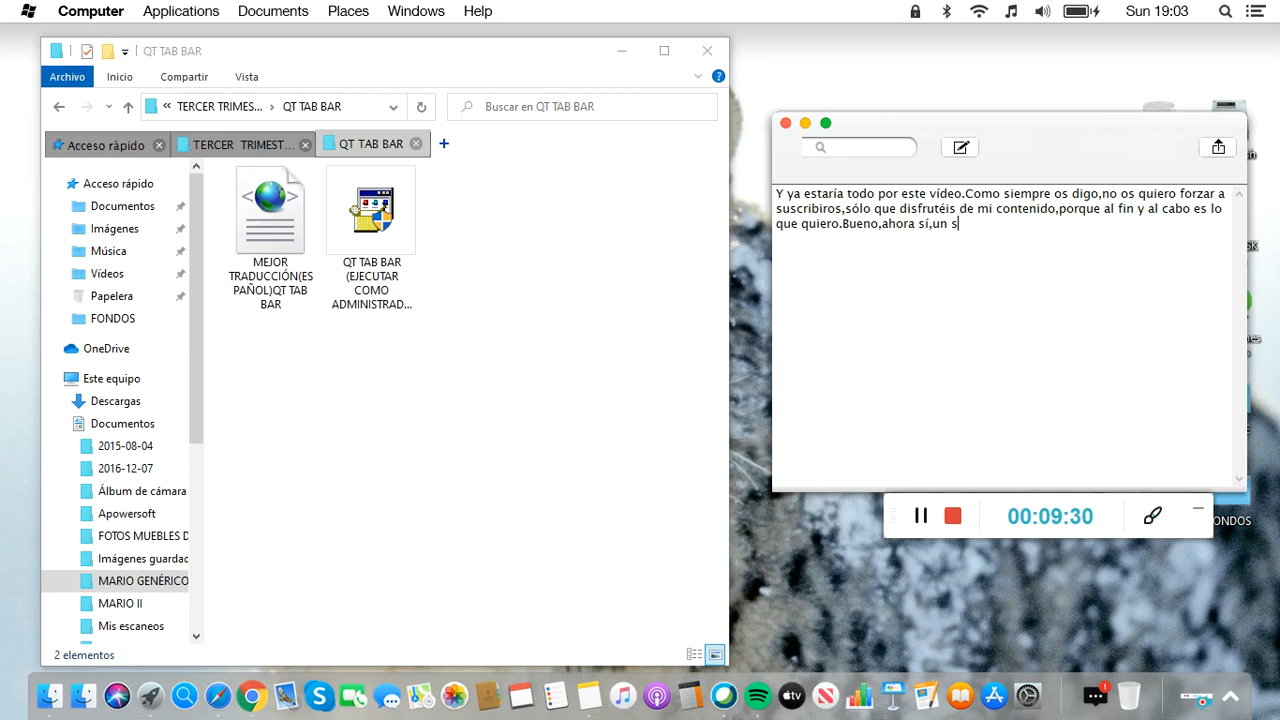 Computer Applications Documents Places Windows Help Sun 19:03
QT TAB BAR
Archivo Inicio Compartir Vista
« TERCER TRIMES... › QT TAB BAR
Buscar en QT TAB BAR
Acceso rápido
TERCER TRIMEST...
QT TAB BAR
Acceso rápido
Documentos
Imágenes
Música
Vídeos
Papelera
FONDOS
OneDrive
Este equipo
Descargas
Documentos
2015-08-04
2016-12-07
Álbum de cámara
Apowersoft
FOTOS MUEBLES D
Imágenes guardad
MARIO GENÉRICO
MARIO II
Mis escaneos
MEJOR
TRADUCCIÓN(ES
PAÑOL)QT TAB
BAR
QT TAB BAR
(EJECUTAR
COMO
ADMINISTRAD...
2 elementos
Y ya estaría todo por este vídeo.Como siempre os digo,no os quiero forzar a
suscribiros,sólo que disfrutéis de mi contenido,porque al fin y al cabo es lo
que quiero.Bueno,ahora sí,un s
00:09:30
ONDOS